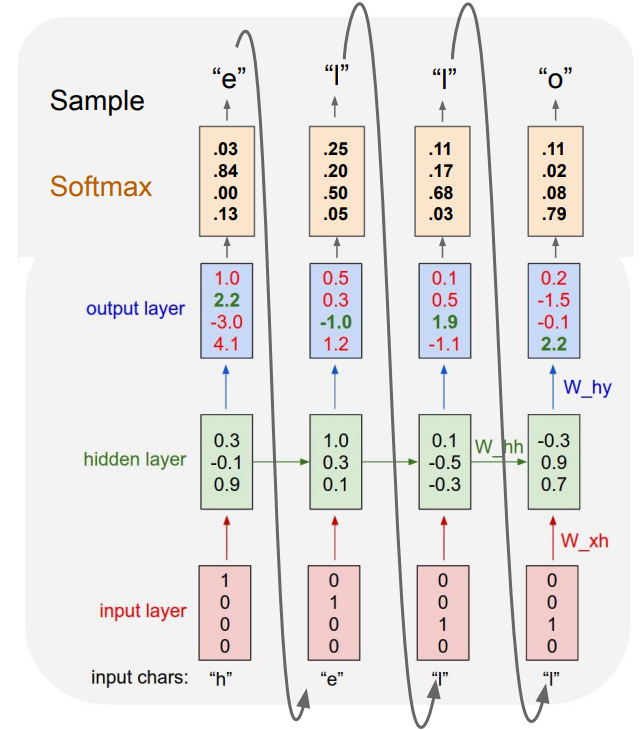 Sample “e” “l” “l” “o”
Softmax
.03 .25 .11 .11
.84 .20 .17 .02
.00 .50 .68 .08
.13 .05 .03 .79
output layer
1.0 0.5 0.1 0.2
2.2 0.3 0.5 -1.5
-3.0 -1.0 1.9 -0.1
4.1 1.2 -1.1 2.2
W_hy
hidden layer
0.3 1.0 0.1 -0.3
-0.1 0.3 -0.5 0.9
0.9 0.1 -0.3 0.7
W_hh
W_xh
input layer
1 0 0 0
0 1 0 0
0 0 1 1
0 0 0 0
input chars: “h” “e” “l” “l”